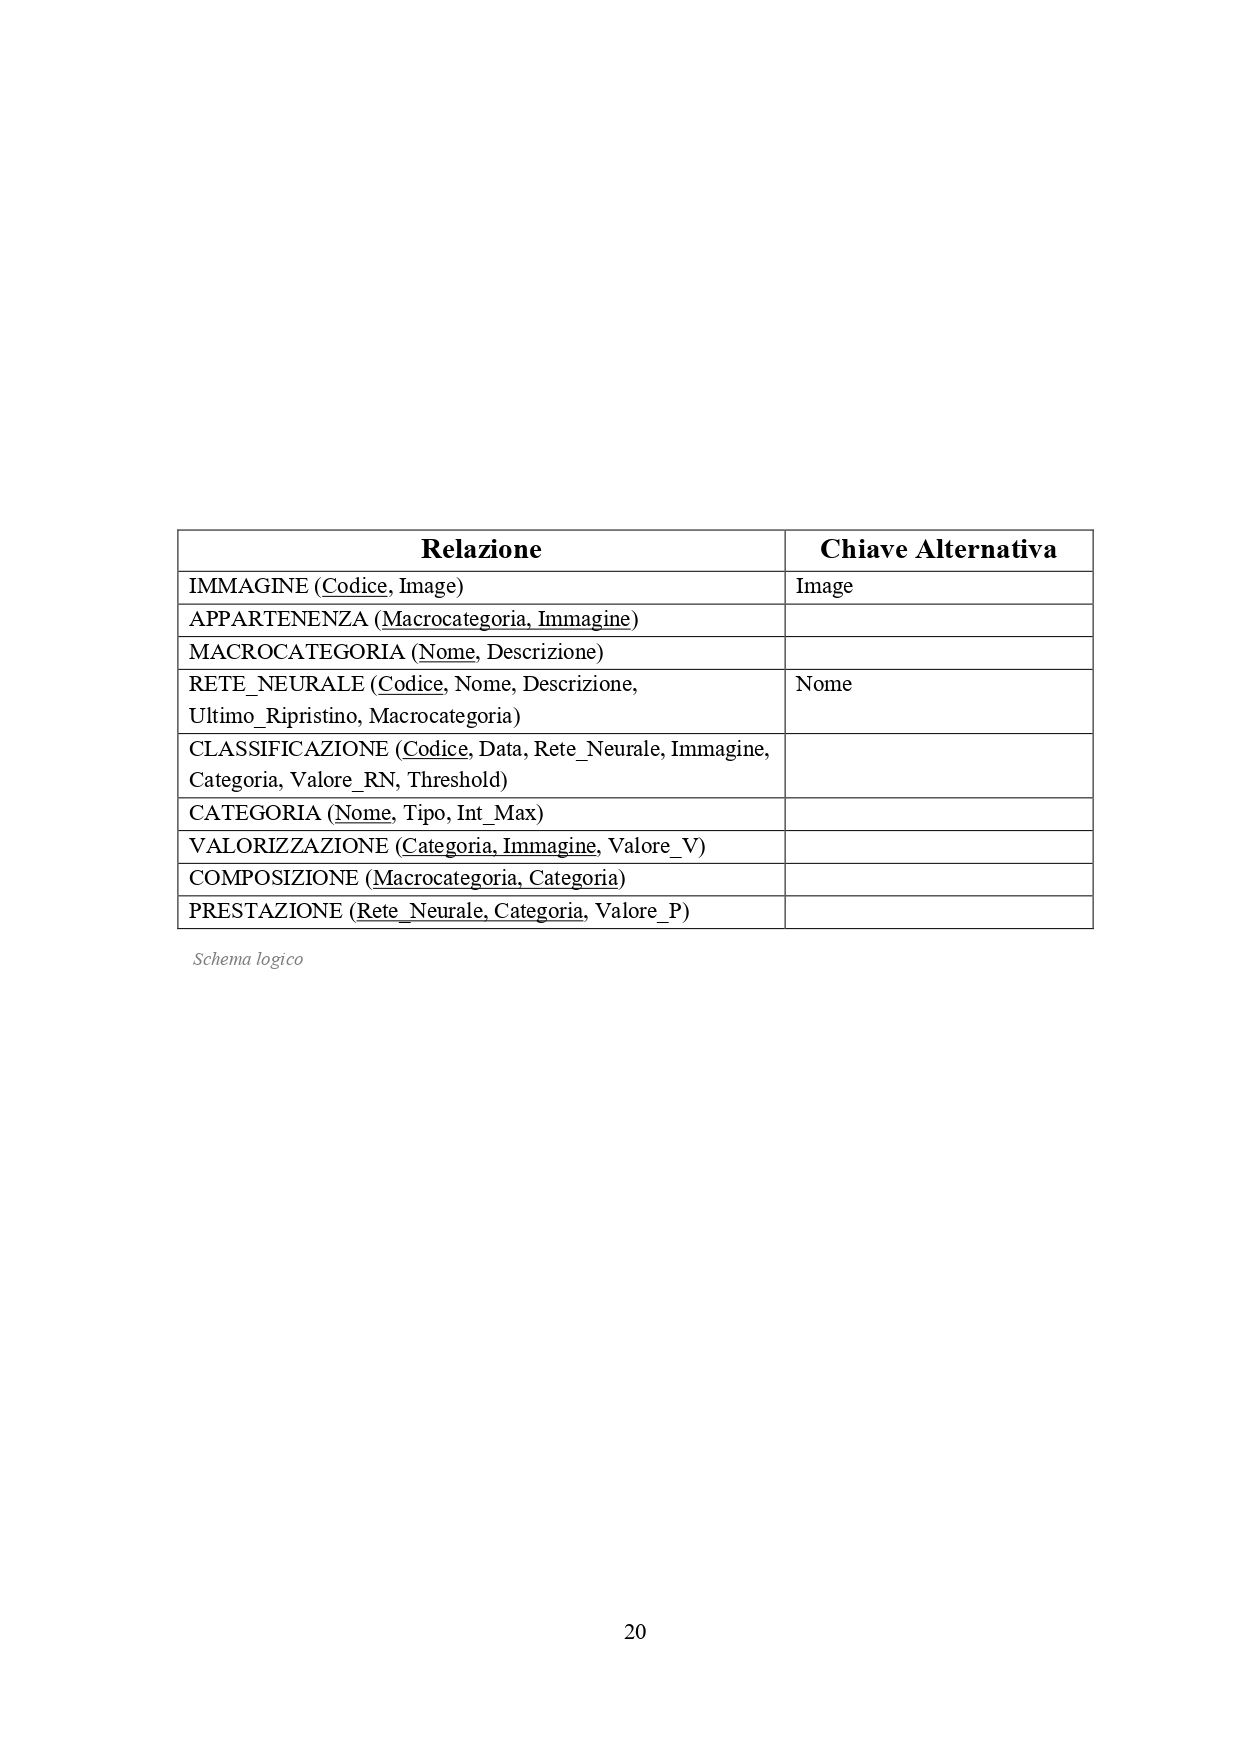 Relazione Chiave Alternativa
IMMAGINE (Codice, Image) Image
APPARTENENZA (Macrocategoria, Immagine)
MACROCATEGORIA (Nome, Descrizione)
RETE_NEURALE (Codice, Nome, Descrizione, Nome
Ultimo_Ripristino, Macrocategoria)
CLASSIFICAZIONE (Codice, Data, Rete_Neurale, Immagine,
Categoria, Valore_RN, Threshold)
CATEGORIA (Nome, Tipo, Int_Max)
VALORIZZAZIONE (Categoria, Immagine, Valore_V)
COMPOSIZIONE (Macrocategoria, Categoria)
PRESTAZIONE (Rete_Neurale, Categoria, Valore_P)
Schema logico
20